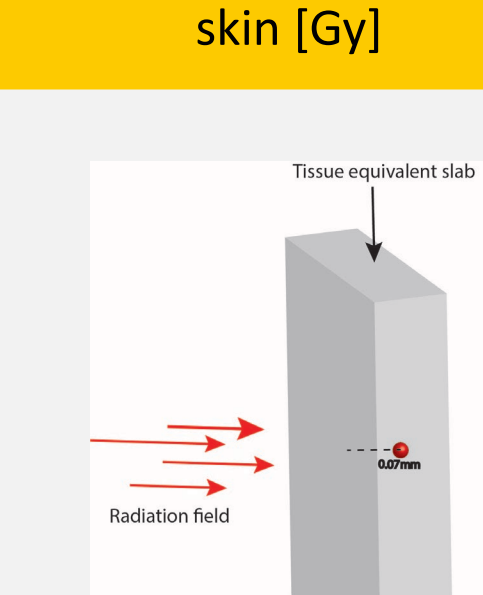 skin [Gy]
Tissue equivalent slab
0.07mm
Radiation field